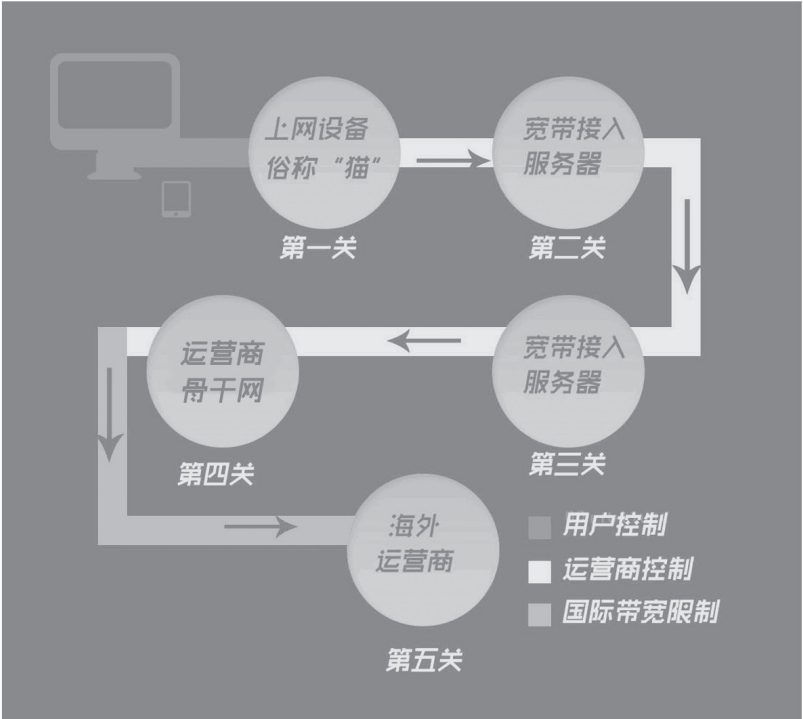 上网设备
俗称“猫”
第一关
宽带接入
服务器
第二关
宽带接入
服务器
第三关
运营商
骨干网
第四关
海外
运营商
第五关
用户控制
运营商控制
国际带宽限制